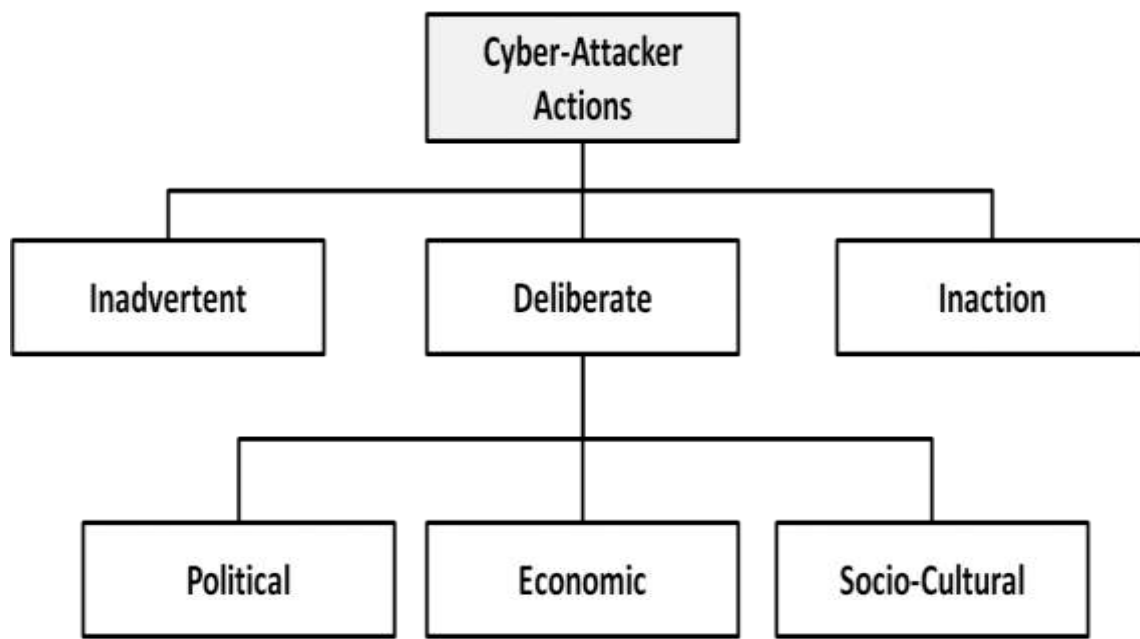 Cyber-Attacker
Actions
Inadvertent
Deliberate
Inaction
Political
Economic
Socio-Cultural